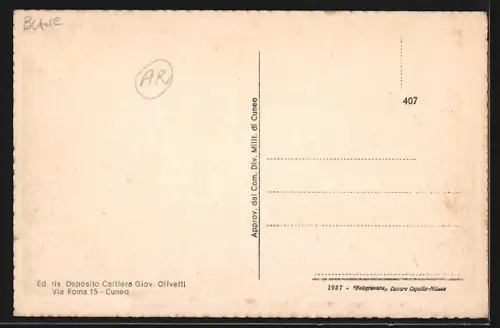 BLANC
AR
407
Approv. dal Com. Div. Milit. di Cuneo
Ed. ris. Deposito Cartiera Giov. Olivetti
Via Roma 15 - Cuneo
1937 - "Fotogravure„ Cesare Capello-Milano